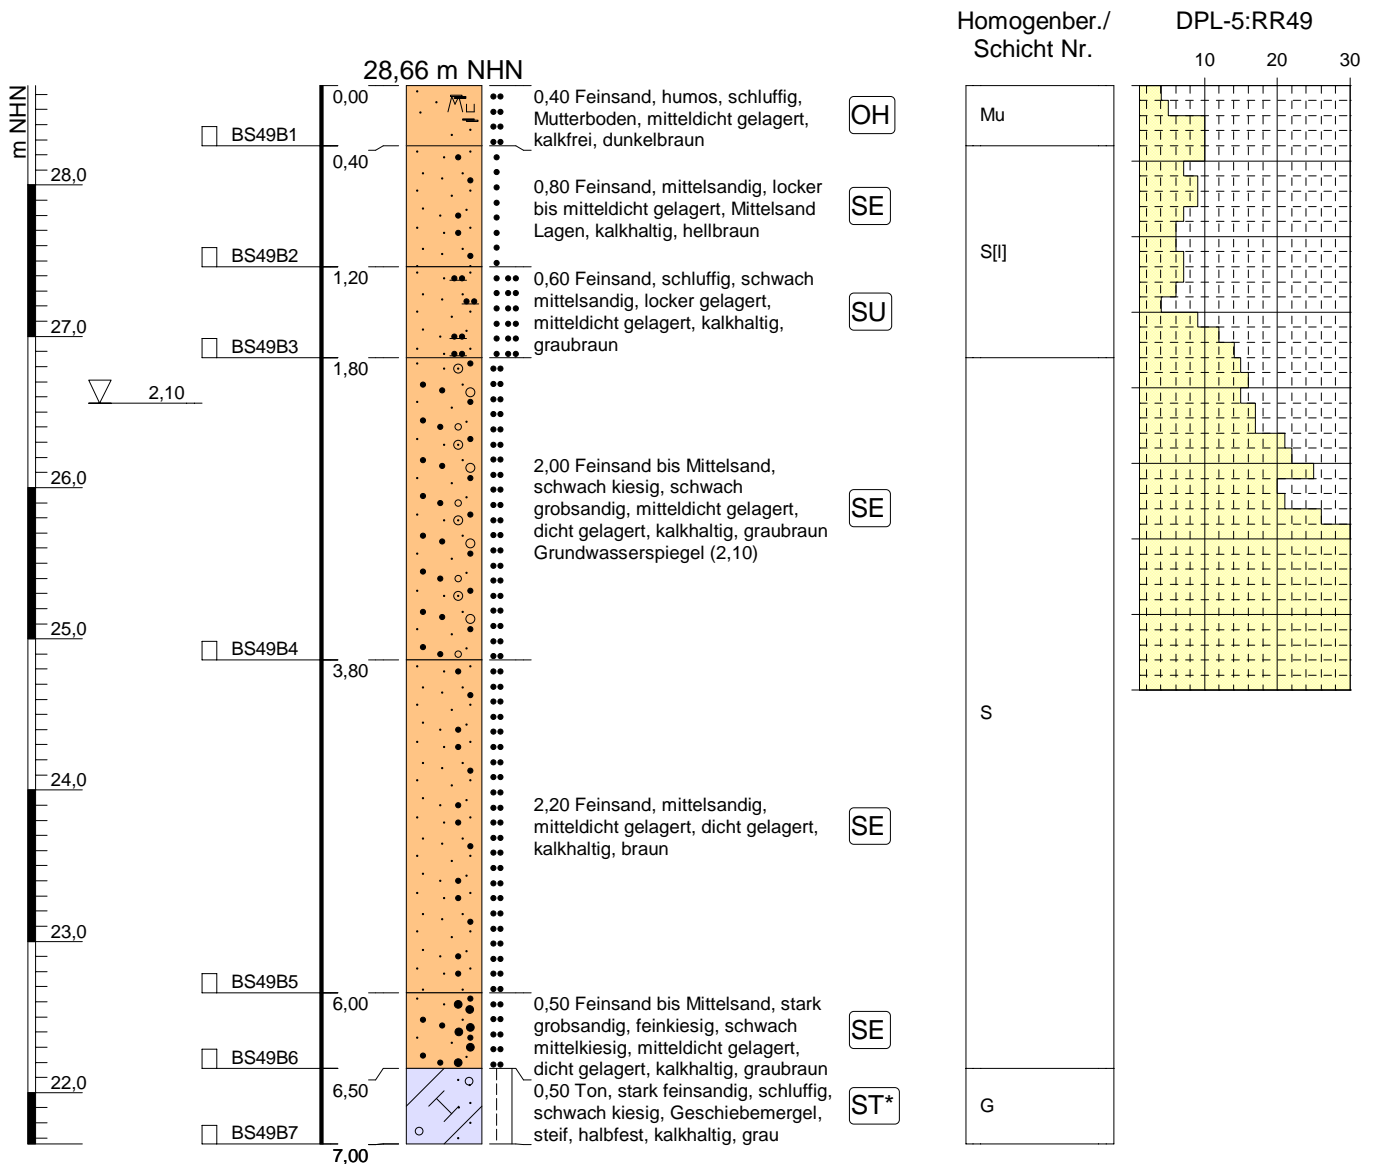 Homogenber./
Schicht Nr.
DPL-5:RR49
10 20 30
28,66 m NHN
m NHN
0,00
0,40 Feinsand, humos, schluffig,
Mutterboden, mitteldicht gelagert,
kalkfrei, dunkelbraun
OH
Mu
Mu
BS49B1
0,40
28,0
0,80 Feinsand, mittelsandig, locker
bis mitteldicht gelagert, Mittelsand
Lagen, kalkhaltig, hellbraun
SE
S[l]
BS49B2
1,20
0,60 Feinsand, schluffig, schwach
mittelsandig, locker gelagert,
mitteldicht gelagert, kalkhaltig,
graubraun
SU
27,0
BS49B3
1,80
2,10
26,0
2,00 Feinsand bis Mittelsand,
schwach kiesig, schwach
grobsandig, mitteldicht gelagert,
dicht gelagert, kalkhaltig, graubraun
Grundwasserspiegel (2,10)
SE
25,0
BS49B4
3,80
S
24,0
2,20 Feinsand, mittelsandig,
mitteldicht gelagert, dicht gelagert,
kalkhaltig, braun
SE
23,0
BS49B5
6,00
0,50 Feinsand bis Mittelsand, stark
grobsandig, feinkiesig, schwach
mittelkiesig, mitteldicht gelagert,
dicht gelagert, kalkhaltig, graubraun
SE
BS49B6
22,0
6,50
0,50 Ton, stark feinsandig, schluffig,
schwach kiesig, Geschiebemergel,
steif, halbfest, kalkhaltig, grau
ST*
G
BS49B7
7,00